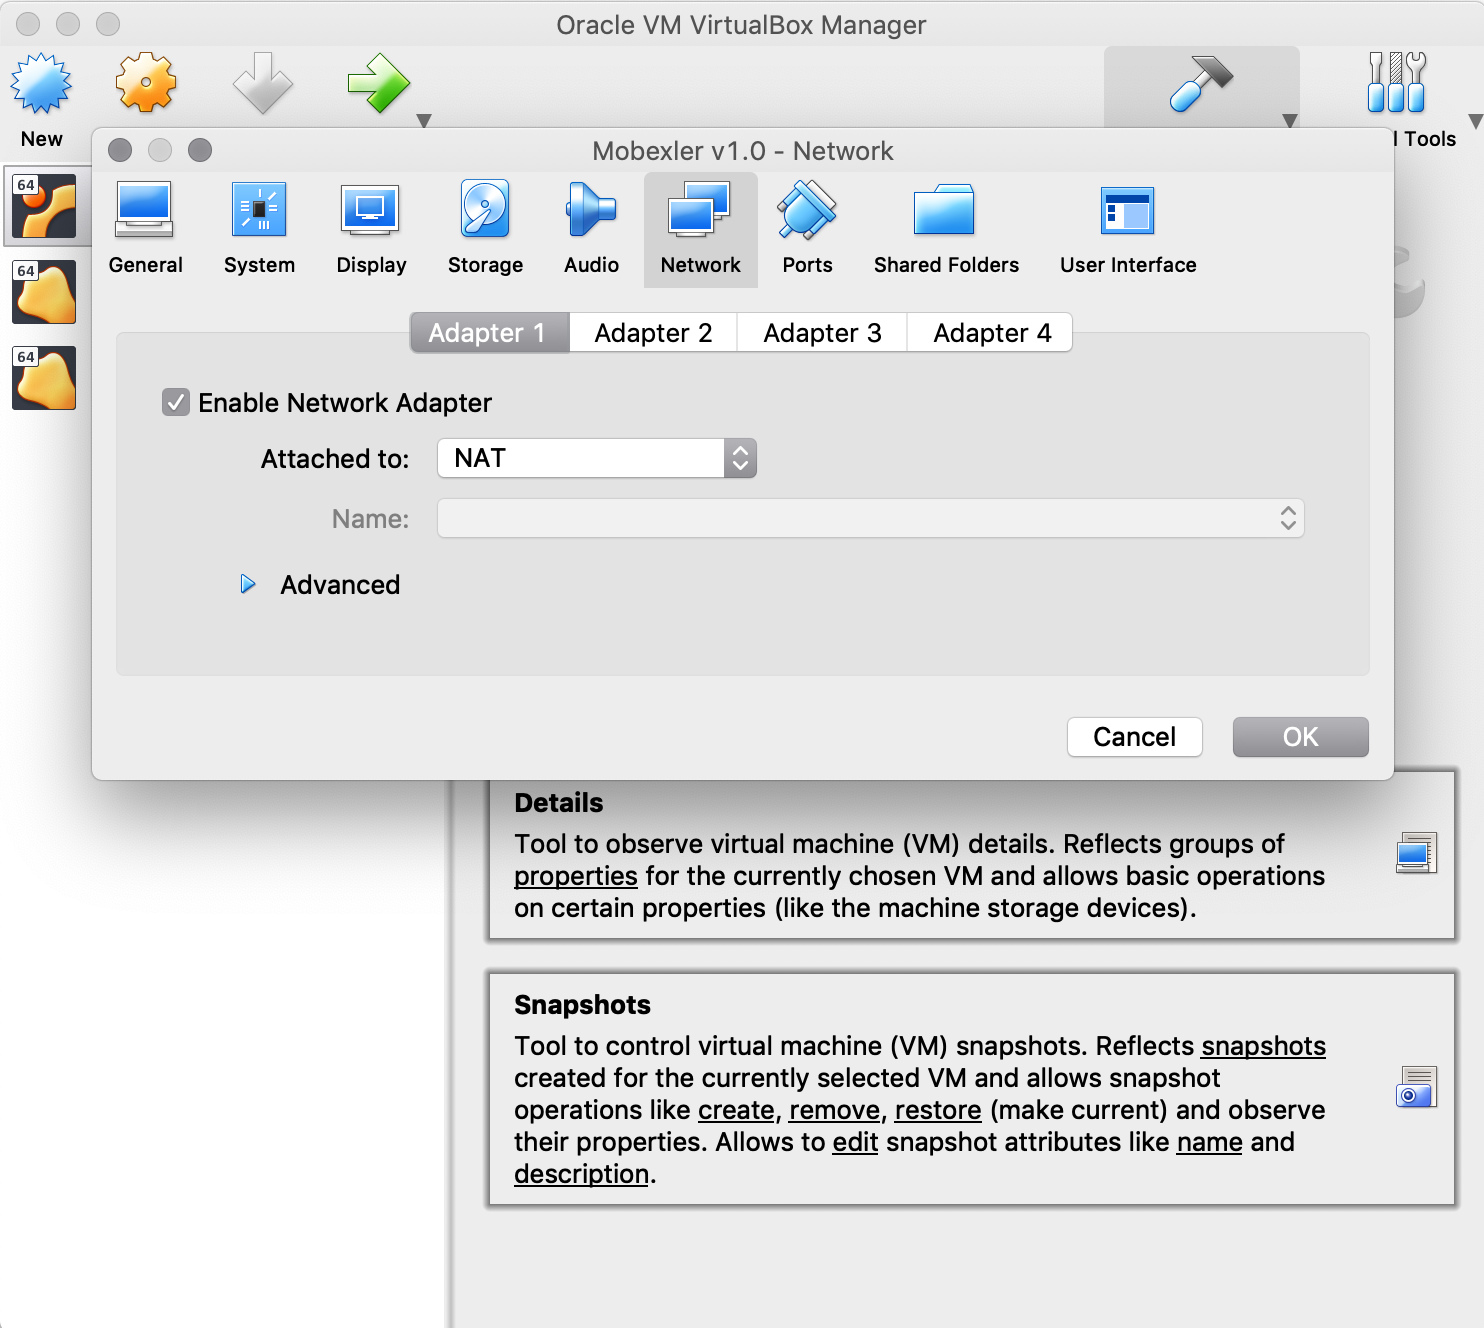 Oracle VM VirtualBox Manager
New
l Tools
64
64
64
Mobexler v1.0 - Network
General
System
Display
Storage
Audio
Network
Ports
Shared Folders
User Interface
Adapter 1
Adapter 2
Adapter 3
Adapter 4
Enable Network Adapter
Attached to:
NAT
Name:
Advanced
Cancel
OK
Details
Tool to observe virtual machine (VM) details. Reflects groups of
properties for the currently chosen VM and allows basic operations
on certain properties (like the machine storage devices).
Snapshots
Tool to control virtual machine (VM) snapshots. Reflects snapshots
created for the currently selected VM and allows snapshot
operations like create, remove, restore (make current) and observe
their properties. Allows to edit snapshot attributes like name and
description.